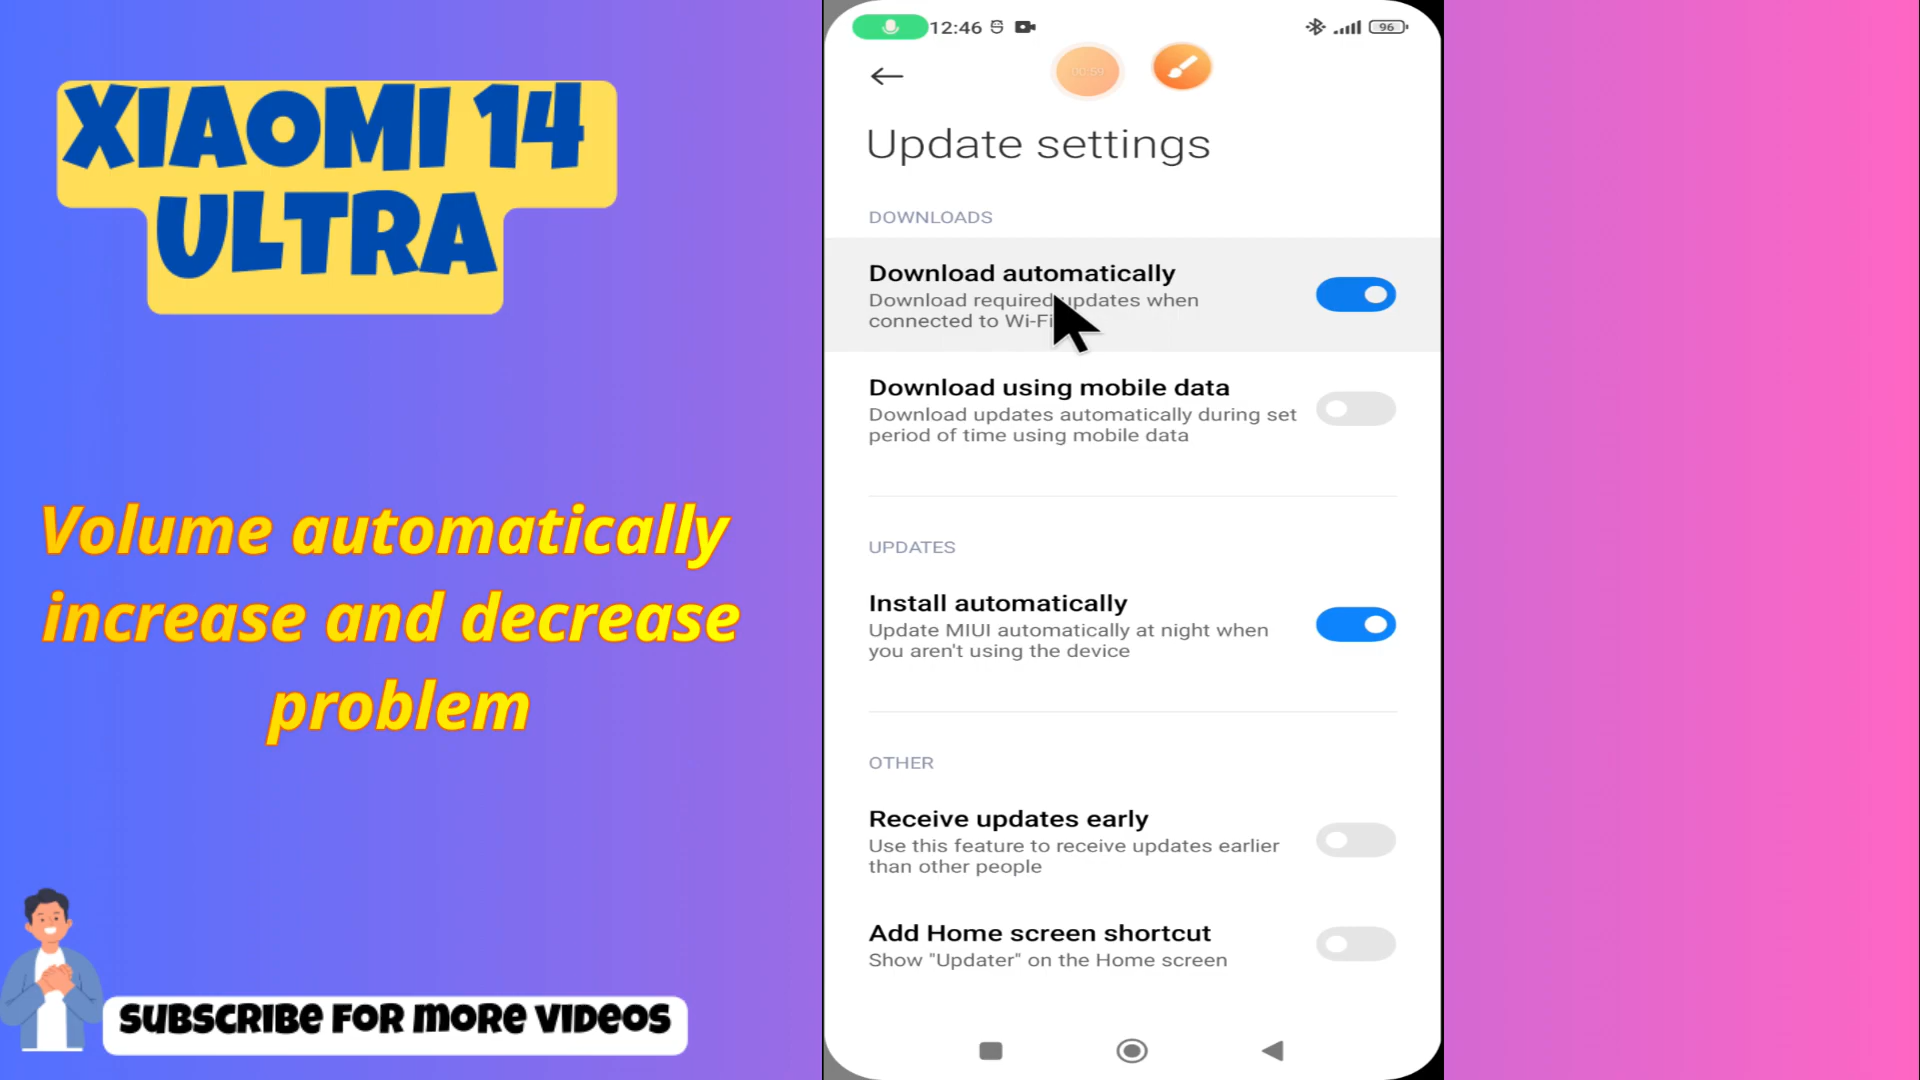 XIAOMI 14
ULTRA
Volume automatically
increase and decrease
problem
SUBSCRIBE FOR MORE VIDEOS
12:46
96
00:59
Update settings
DOWNLOADS
Download automatically
Download required updates when
connected to Wi-Fi
Download using mobile data
Download updates automatically during set
period of time using mobile data
UPDATES
Install automatically
Update MIUI automatically at night when
you aren't using the device
OTHER
Receive updates early
Use this feature to receive updates earlier
than other people
Add Home screen shortcut
Show "Updater" on the Home screen